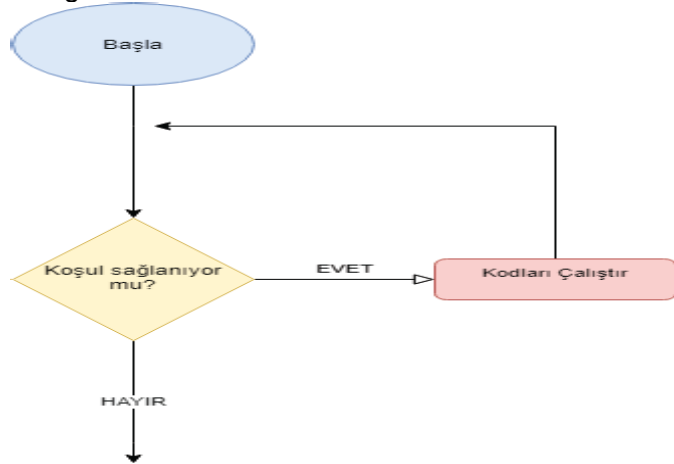 Başla
Koşul sağlanıyor
mu?
EVET
Kodları Çalıştır
HAYIR